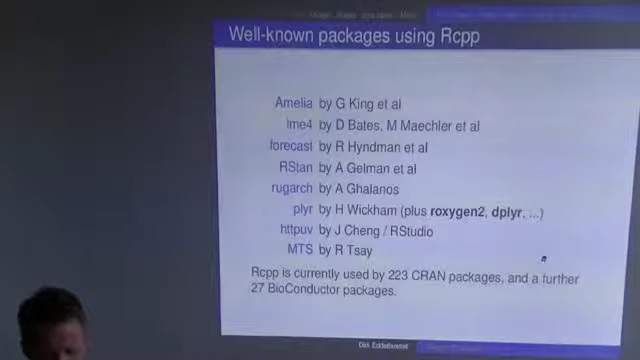 Well-known packages using Rcpp
Amelia by G King et al
lme4 by D Bates, M Maechler et al
forecast by R Hyndman et al
RStan by A Gelman et al
rugarch by A Ghalanos
plyr by H Wickham (plus roxygen2, dplyr, ...)
httpuv by J Cheng / RStudio
MTS by R Tsay
Rcpp is currently used by 223 CRAN packages, and a further
27 BioConductor packages.
Dirk Eddelbuettel